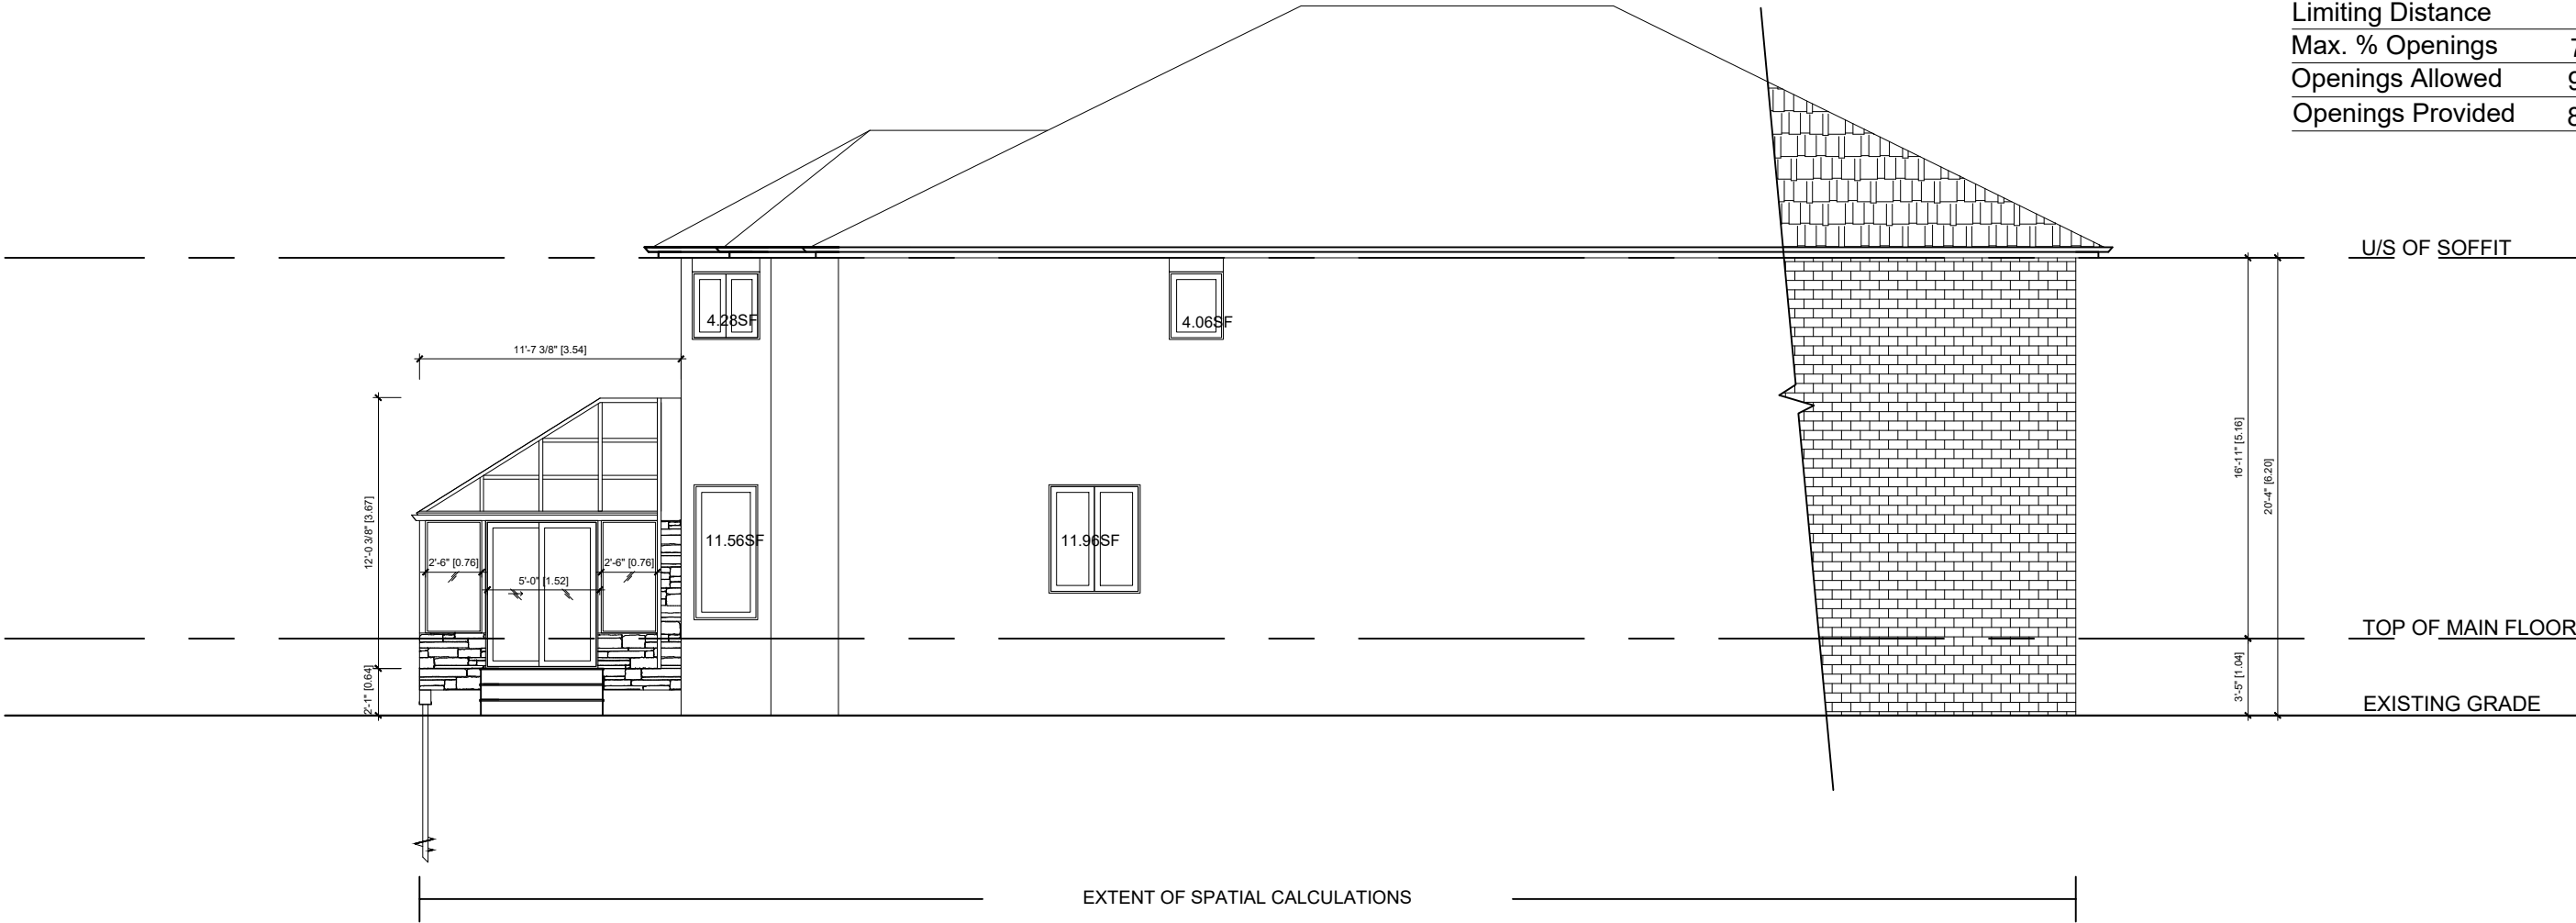 Limiting Distance
Max. % Openings
Openings Allowed
Openings Provided
U/S OF SOFFIT
4.28SF
4.06SF
11'-7 3/8" [3.54]
16'-11" [5.16]
20'-4" [6.20]
12'-0 3/8" [3.67]
11.56SF
11.96SF
2'-6" [0.76]
2'-6" [0.76]
5'-0" [1.52]
TOP OF MAIN FLOOR
2'-1" [0.64]
3'-5" [1.04]
EXISTING GRADE
EXTENT OF SPATIAL CALCULATIONS